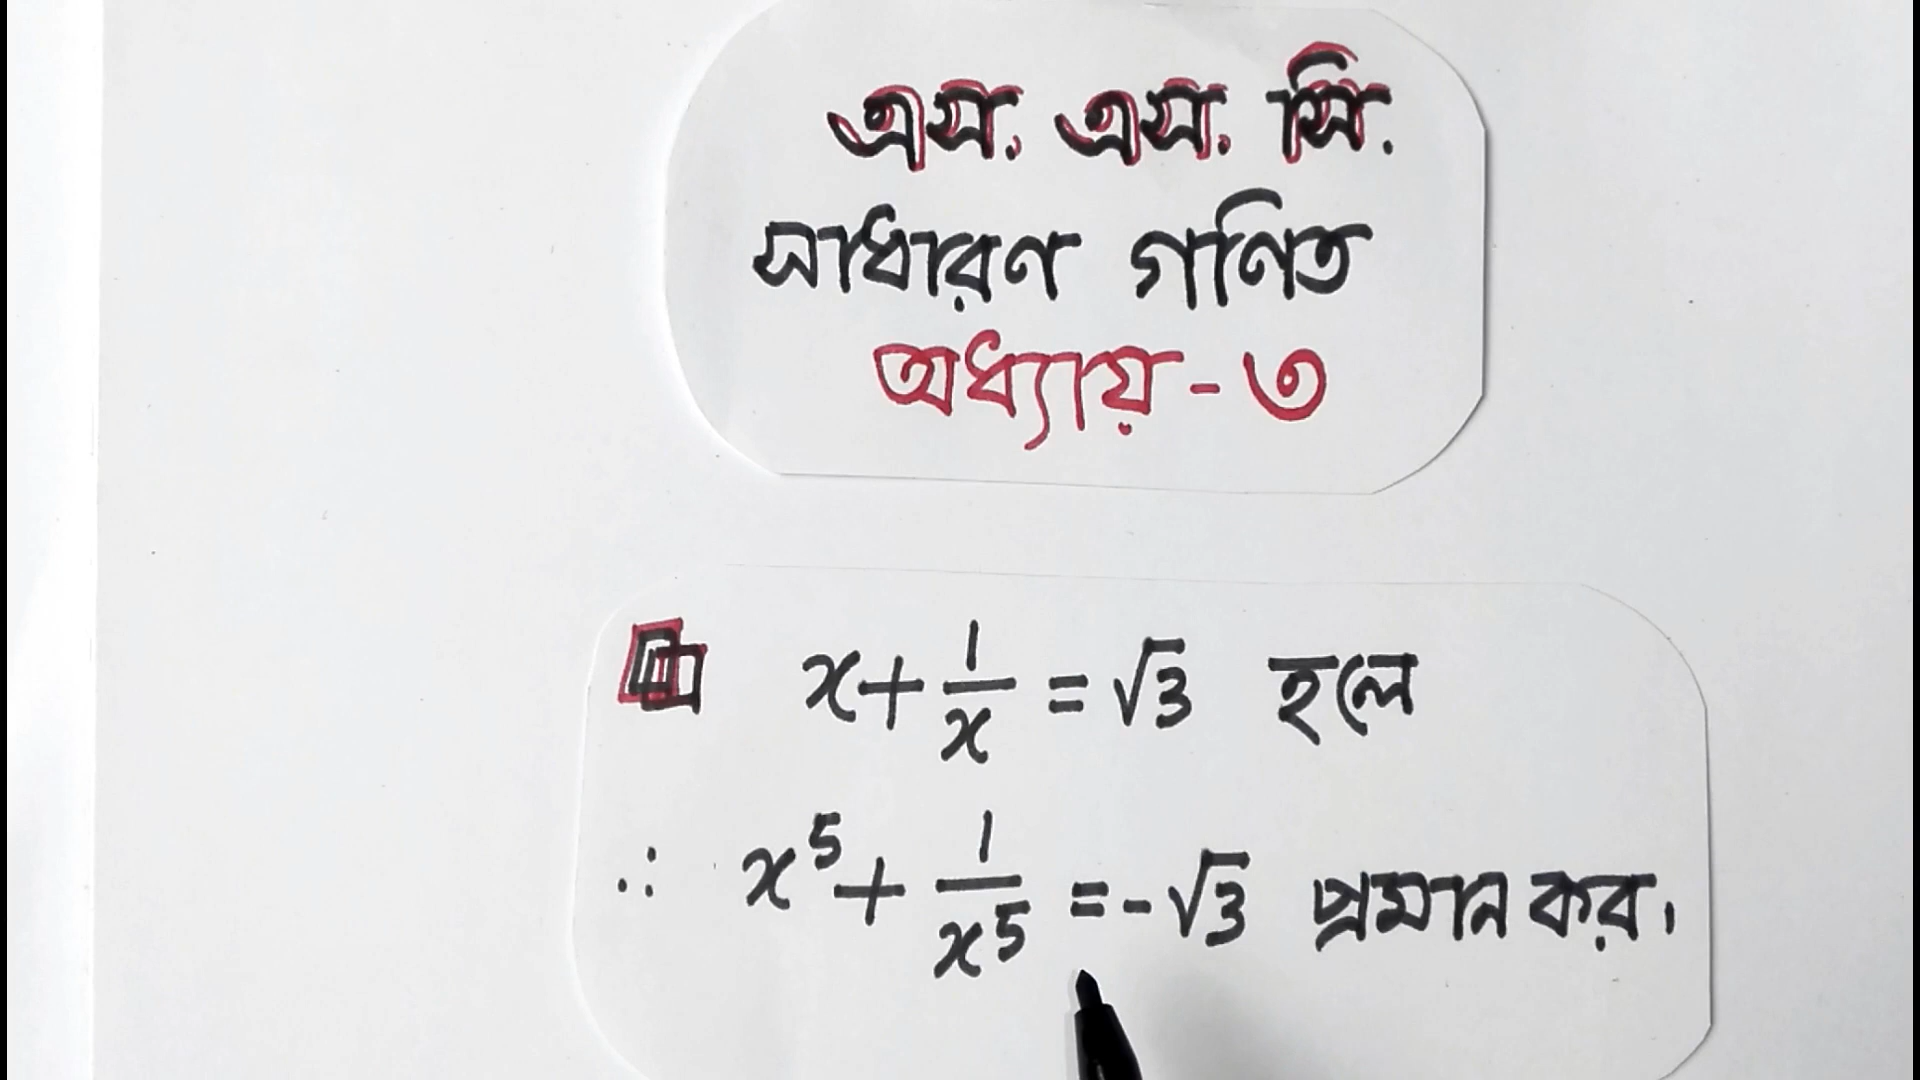 এস. এস. সি.
সাধারণ গণিত
অধ্যায় - ৩
x + 1/x = √3 হলে
∴ x⁵ + 1/x⁵ = -√3 প্রমান কর।